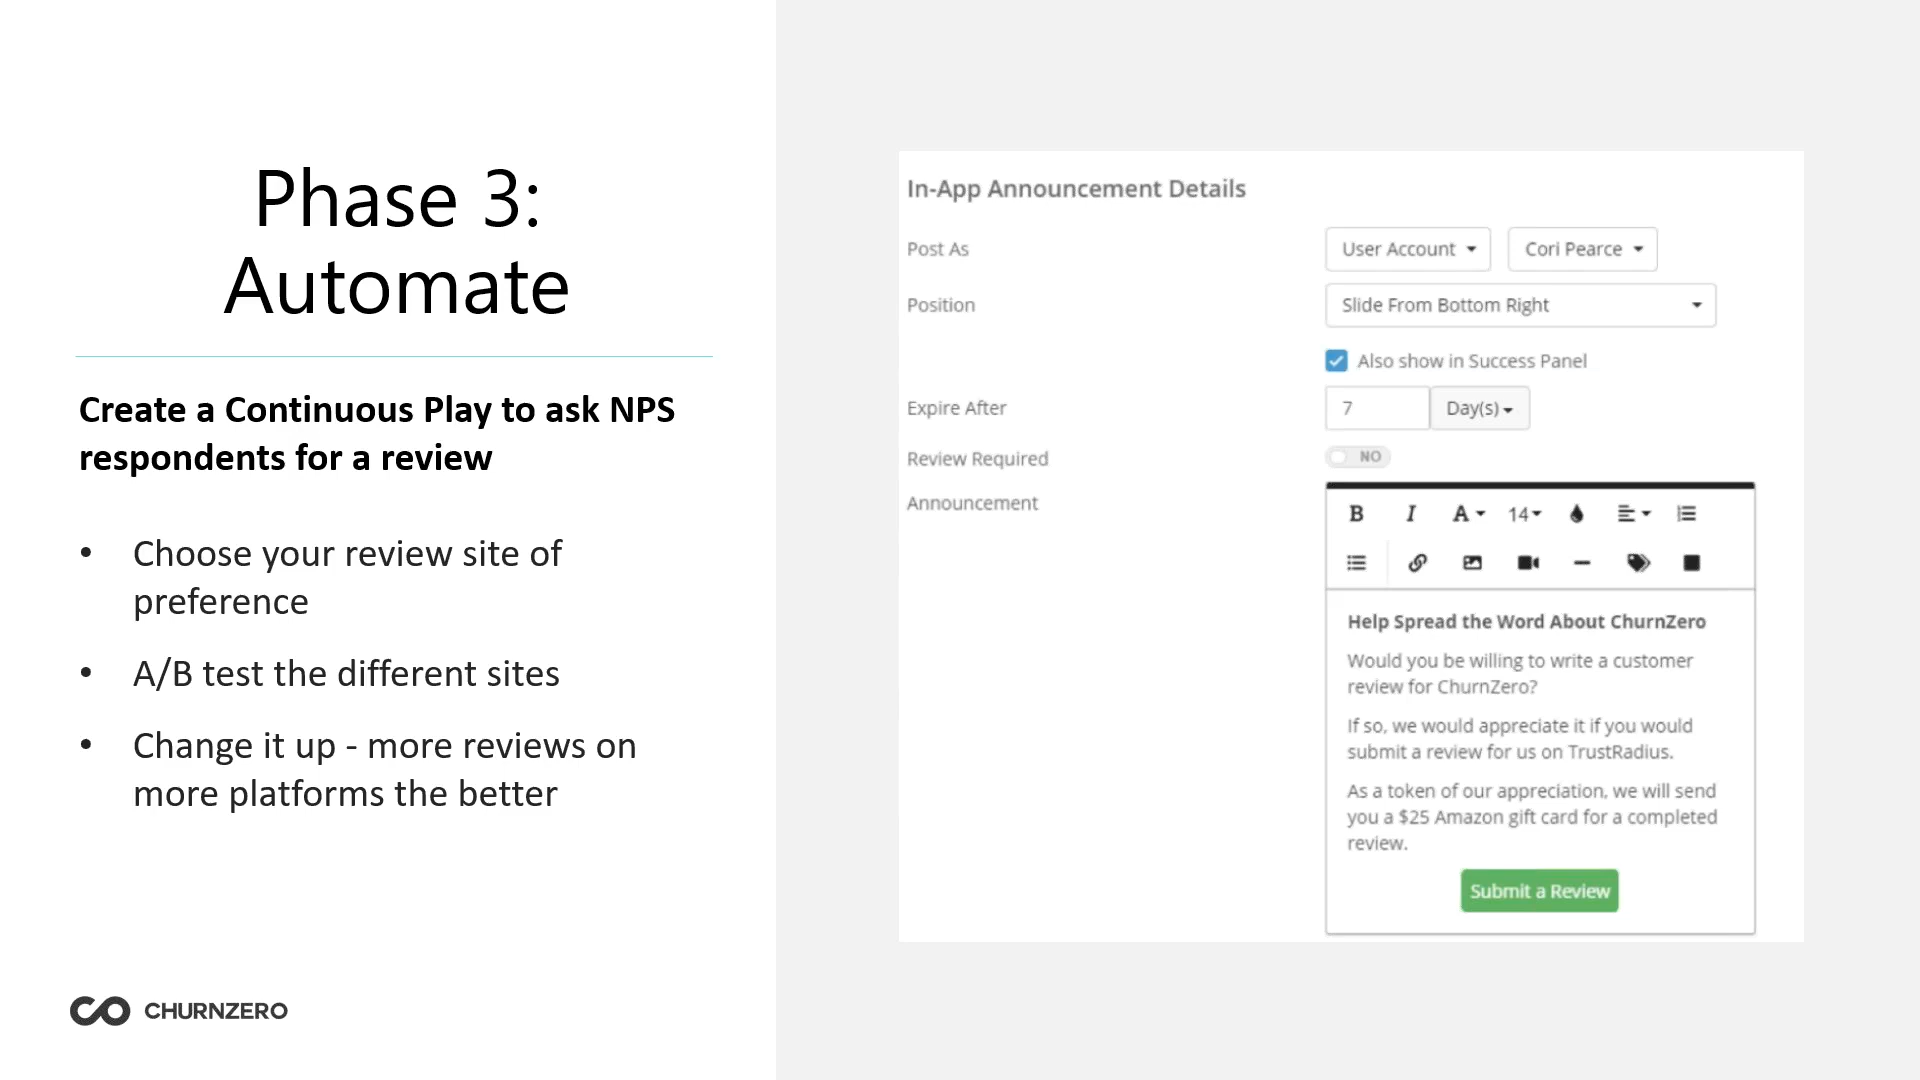 Phase 3:
Automate
Create a Continuous Play to ask NPS
respondents for a review
• Choose your review site of
preference
• A/B test the different sites
• Change it up - more reviews on
more platforms the better
CHURNZERO
In-App Announcement Details
Post As
User Account
Cori Pearce
Position
Slide From Bottom Right
Also show in Success Panel
Expire After
7
Day(s)
Review Required
NO
Announcement
B I A 14
Help Spread the Word About ChurnZero
Would you be willing to write a customer
review for ChurnZero?
If so, we would appreciate it if you would
submit a review for us on TrustRadius.
As a token of our appreciation, we will send
you a $25 Amazon gift card for a completed
review.
Submit a Review